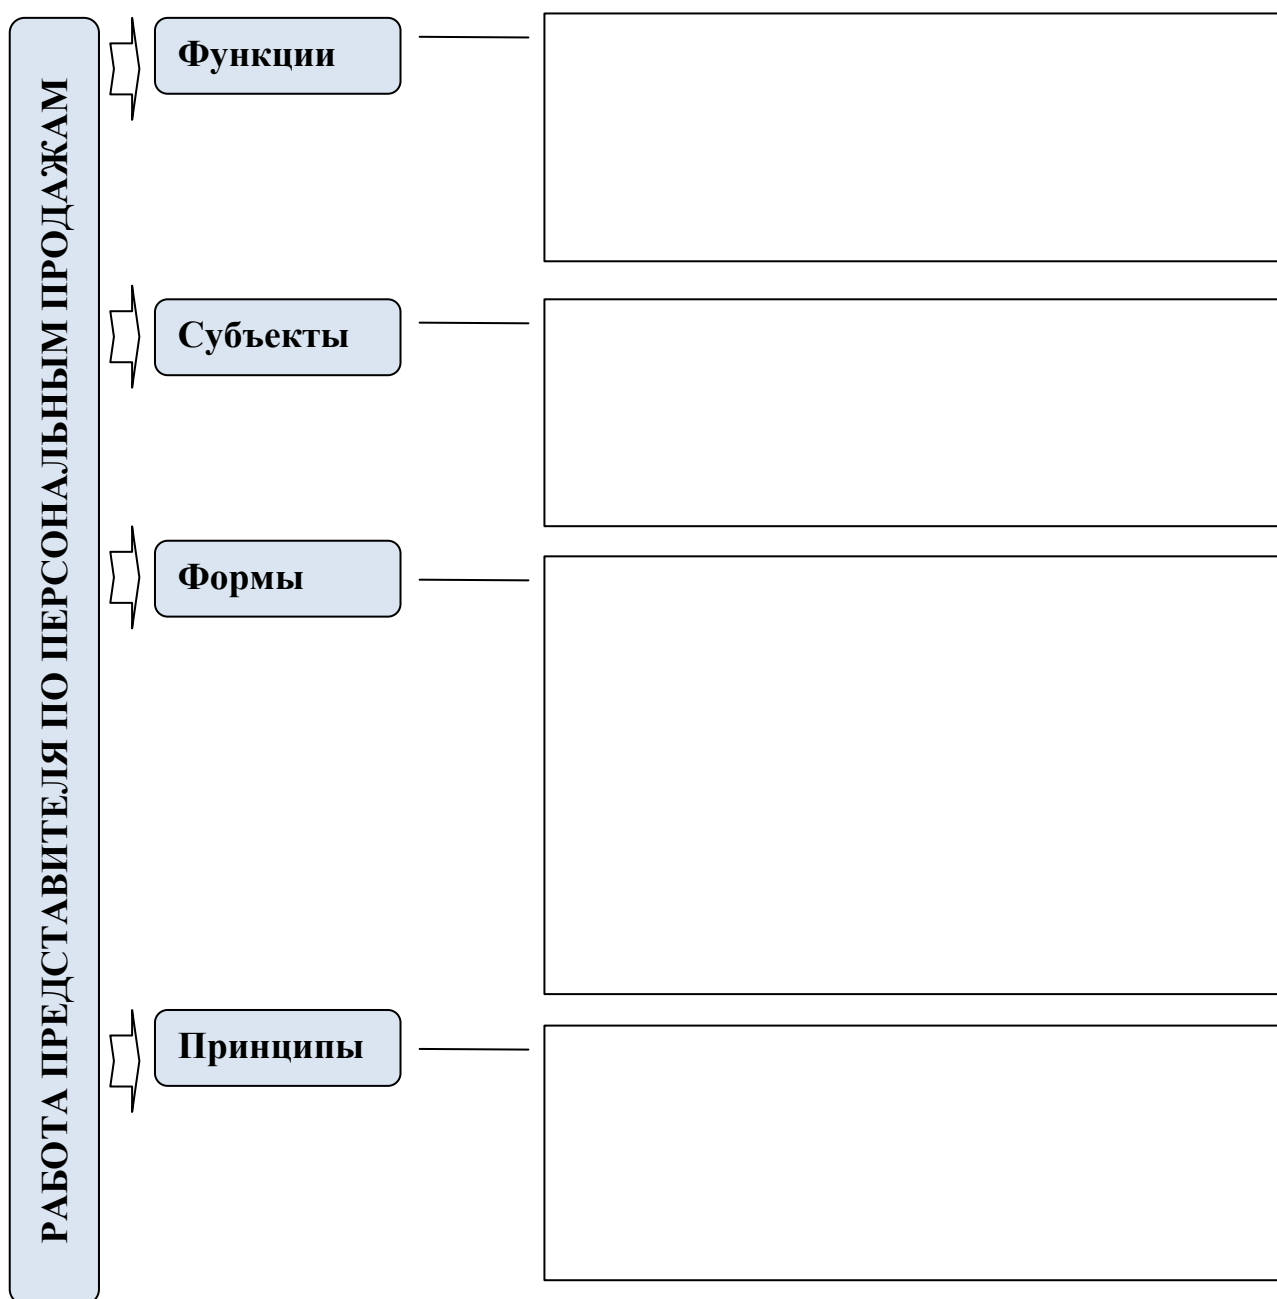 РАБОТА ПРЕДСТАВИТЕЛЯ ПО ПЕРСОНАЛЬНЫМ ПРОДАЖАМ
Функции
Субъекты
Формы
Принципы